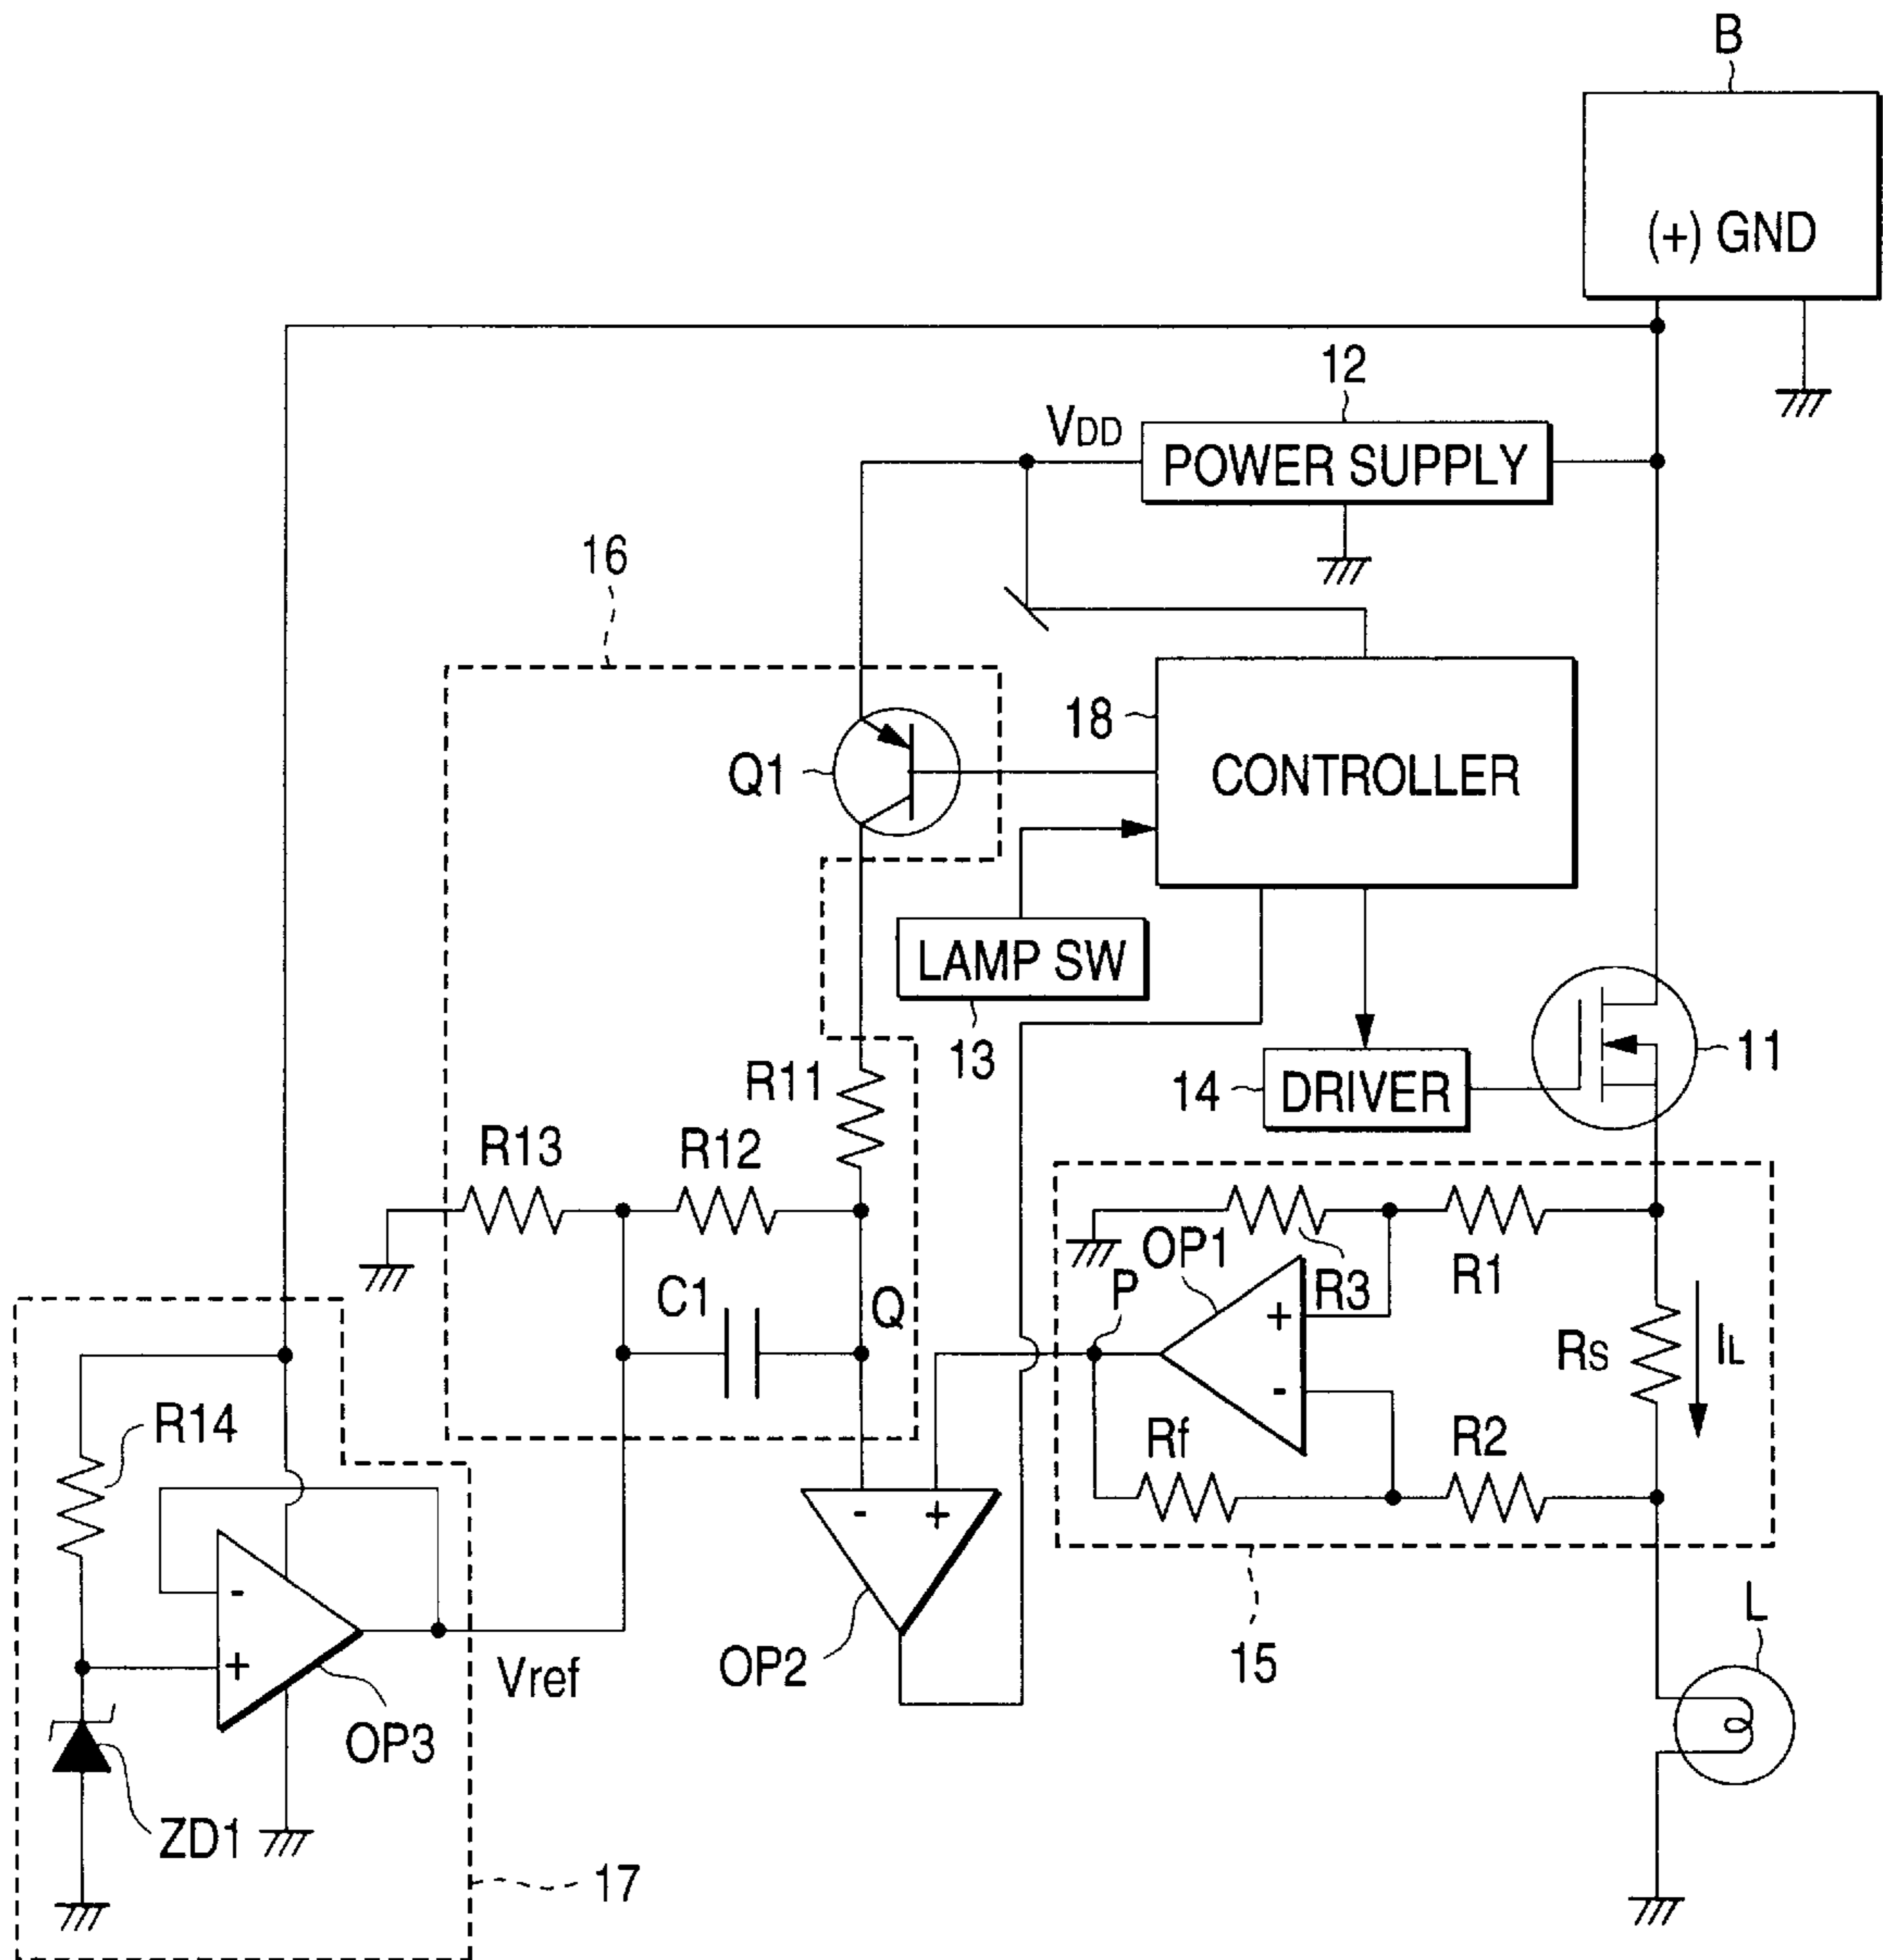 B
(+) GND
12
VDD
POWER SUPPLY
16
18
CONTROLLER
Q1
LAMP SW
13
11
14
DRIVER
R11
R13
R12
OP1
R3
R1
P
C1
Q
+
-
RS
IL
R14
Rf
R2
-
+
-
+
L
OP2
15
Vref
OP3
ZD1
17